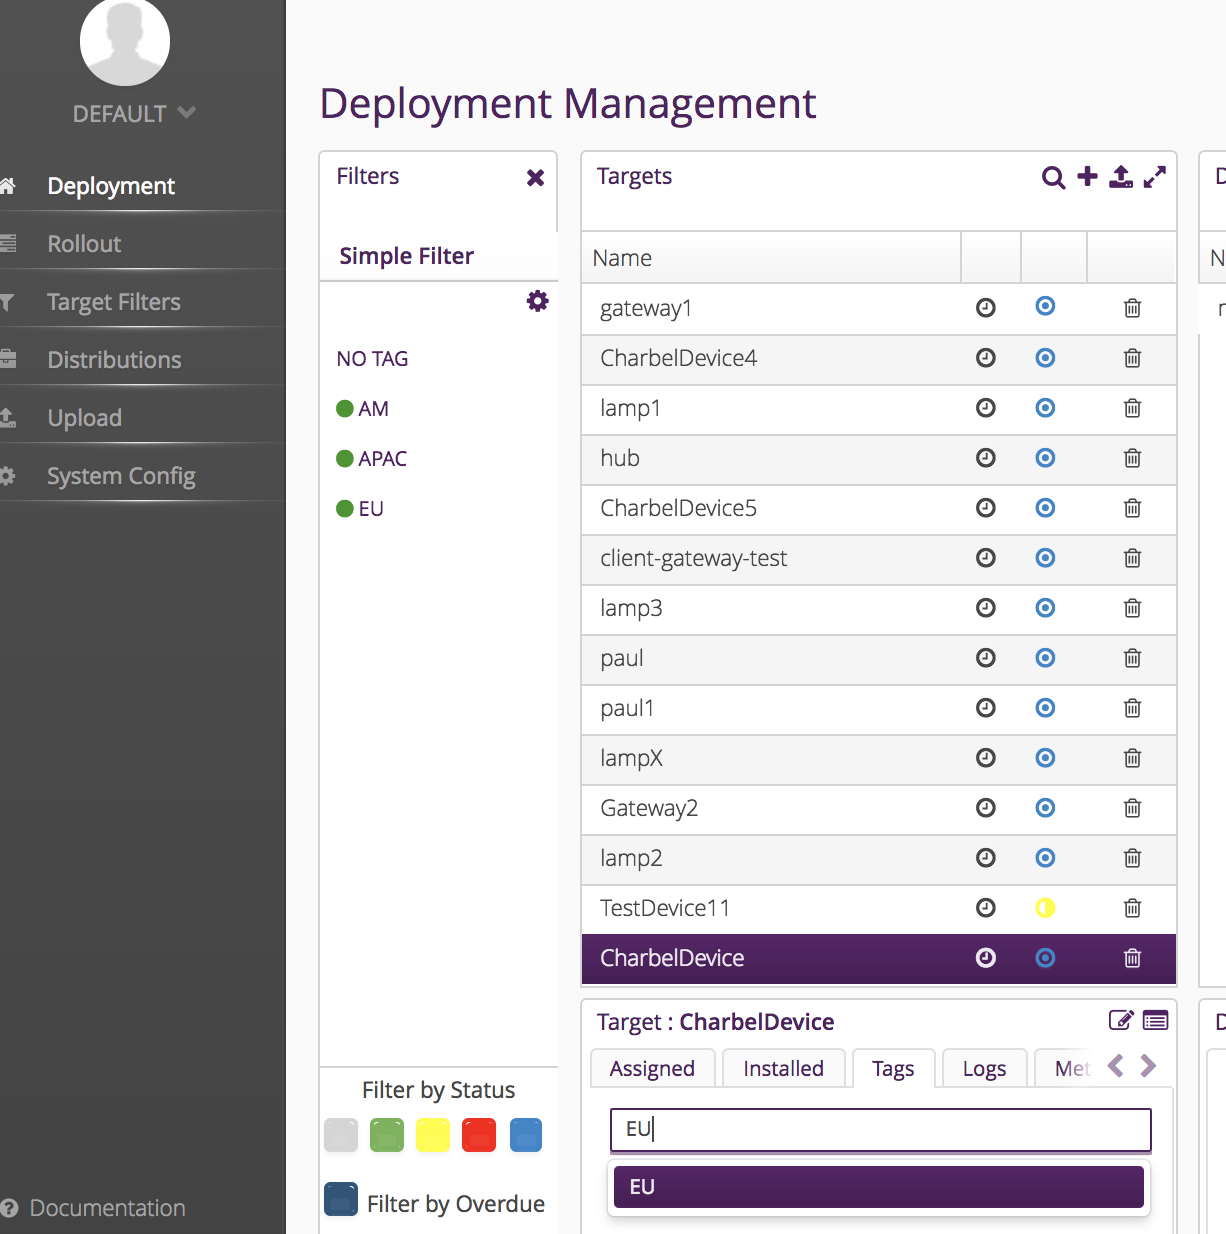 DEFAULT
Deployment
Rollout
Target Filters
Distributions
Upload
System Config
Documentation
Deployment Management
Filters
Simple Filter
NO TAG
AM
APAC
EU
Filter by Status
Filter by Overdue
Targets
Name
gateway1
CharbelDevice4
lamp1
hub
CharbelDevice5
client-gateway-test
lamp3
paul
paul1
lampX
Gateway2
lamp2
TestDevice11
CharbelDevice
Target : CharbelDevice
Assigned Installed Tags Logs Met
EU
EU